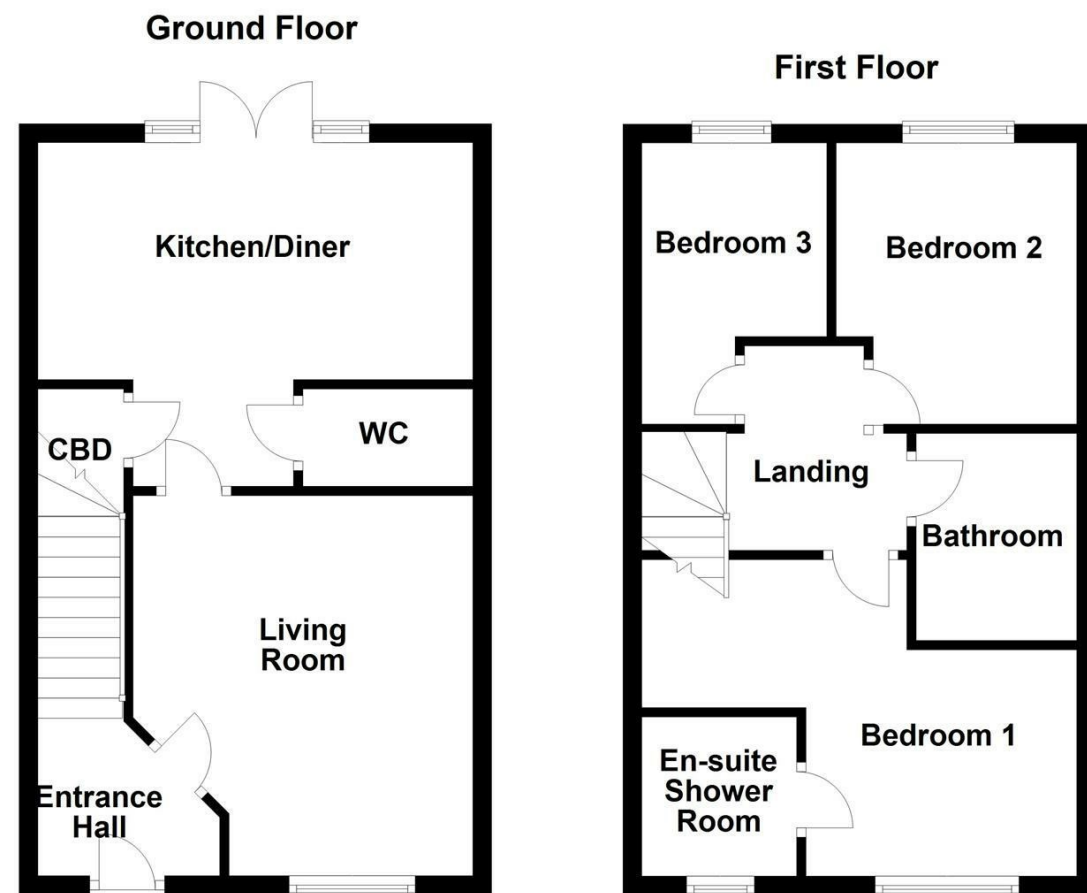 Ground Floor
Kitchen/Diner
CBD
WC
Living
Room
Entrance
Hall
First Floor
Bedroom 3
Bedroom 2
Landing
Bathroom
Bedroom 1
En-suite
Shower
Room